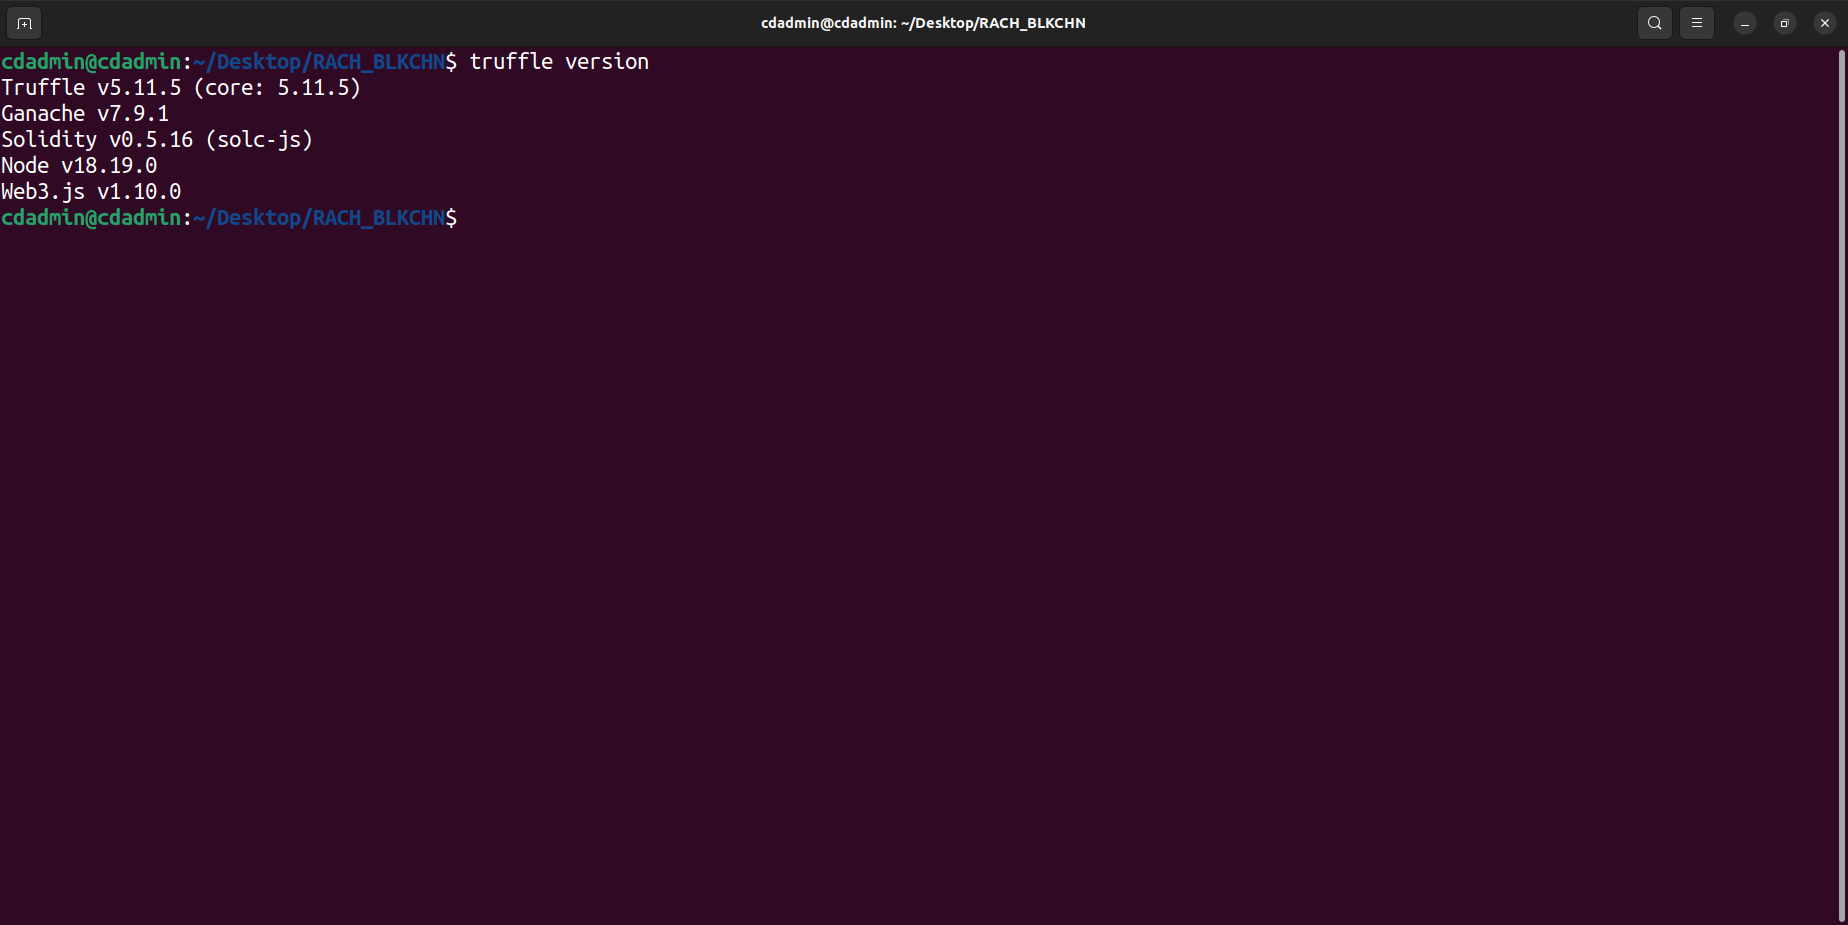 cdadmin@cdadmin: ~/Desktop/RACH_BLKCHN
cdadmin@cdadmin:~/Desktop/RACH_BLKCHN$ truffle version
Truffle v5.11.5 (core: 5.11.5)
Ganache v7.9.1
Solidity v0.5.16 (solc-js)
Node v18.19.0
Web3.js v1.10.0
cdadmin@cdadmin:~/Desktop/RACH_BLKCHN$